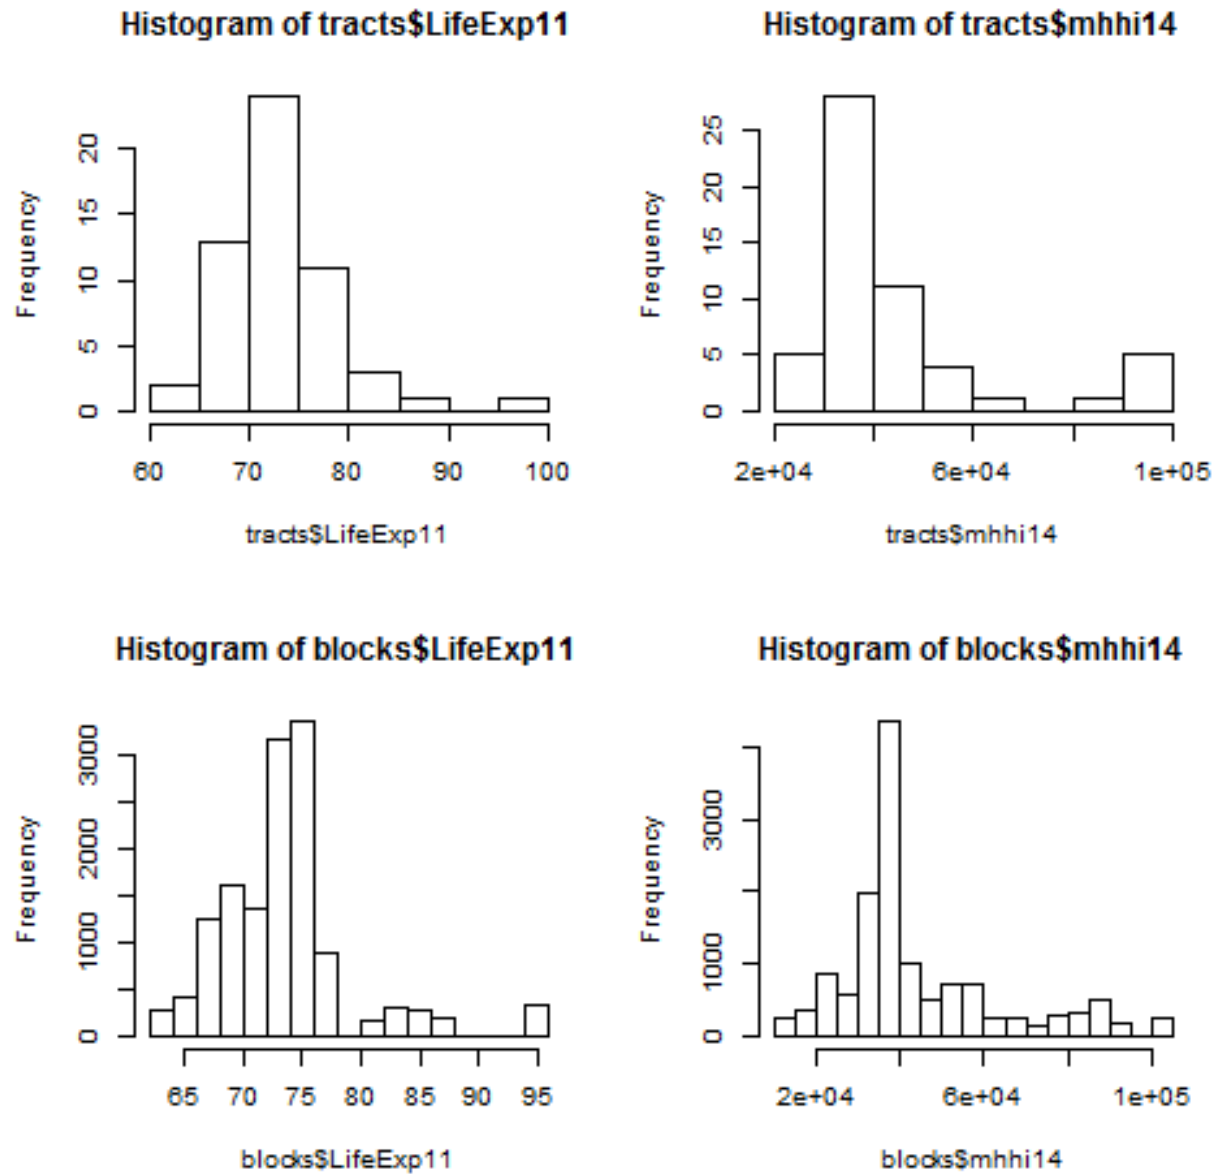 Histogram of tracts$LifeExp11
Frequency
0 5 10 15 20
60 70 80 90 100
tracts$LifeExp11
Histogram of tracts$mhhi14
Frequency
0 5 10 15 20 25
2e+04 6e+04 1e+05
tracts$mhhi14
Histogram of blocks$LifeExp11
Frequency
0 1000 2000 3000
65 70 75 80 85 90 95
blocks$LifeExp11
Histogram of blocks$mhhi14
Frequency
0 1000 3000
2e+04 6e+04 1e+05
blocks$mhhi14